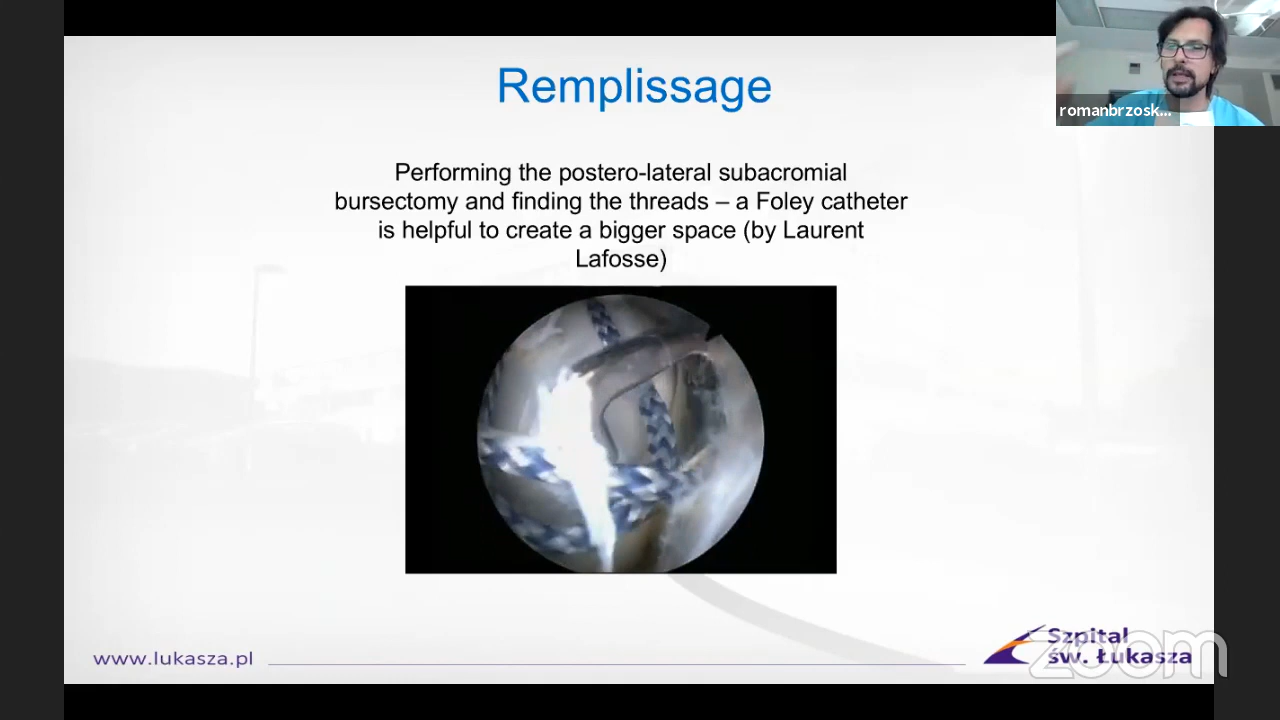 Remplissage
romanbrzosk...
Performing the postero-lateral subacromial
bursectomy and finding the threads – a Foley catheter
is helpful to create a bigger space (by Laurent
Lafosse)
Szpital
św. Łukasza
zoom
www.lukasza.pl